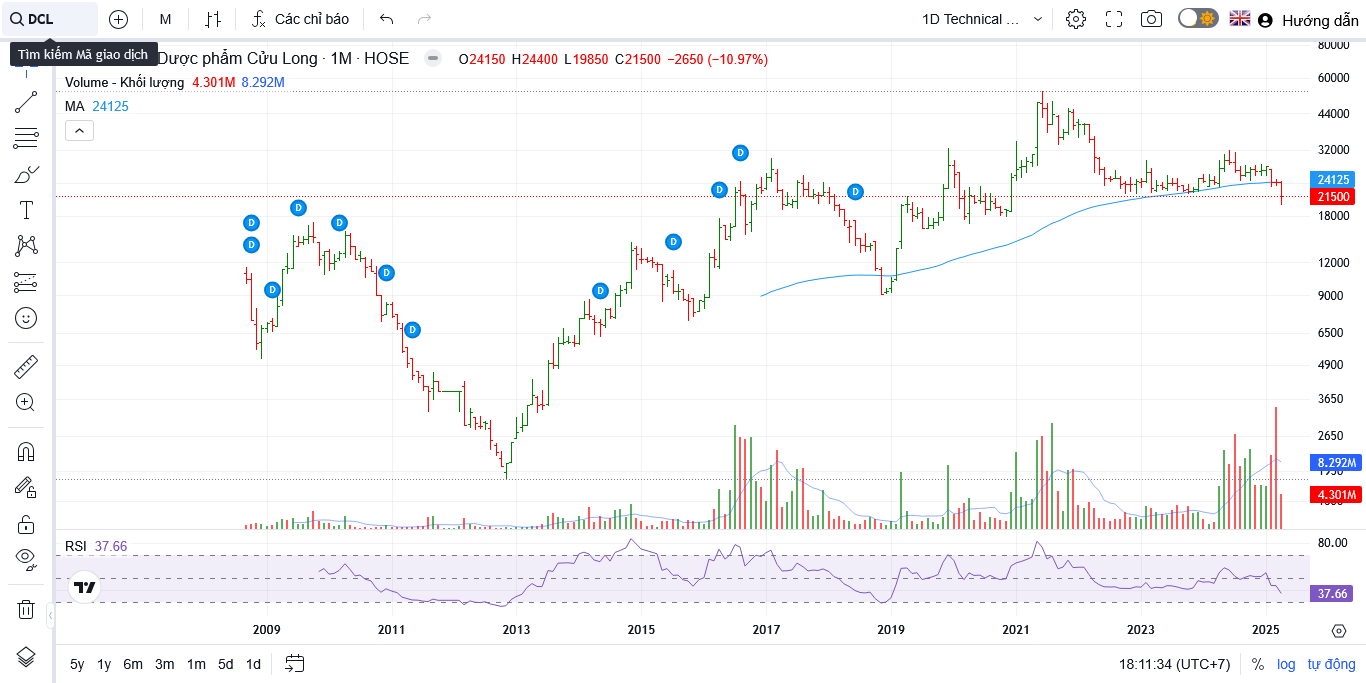 DCL
M
Các chỉ báo
1D Technical ...
Hướng dẫn
Tìm kiếm Mã giao dịch
Dược phẩm Cửu Long · 1M · HOSE
O24150 H24400 L19850 C21500 −2650 (−10.97%)
Volume - Khối lượng 4.301M 8.292M
MA 24125
80000
60000
44000
32000
24125
21500
18000
12000
9000
6500
4900
3650
2650
8.292M
4.301M
D
D
D
D
D
D
D
D
D
D
D
D
RSI 37.66
80.00
37.66
2009 2011 2013 2015 2017 2019 2021 2023 2025
5y 1y 6m 3m 1m 5d 1d
18:11:34 (UTC+7)
% log tự động